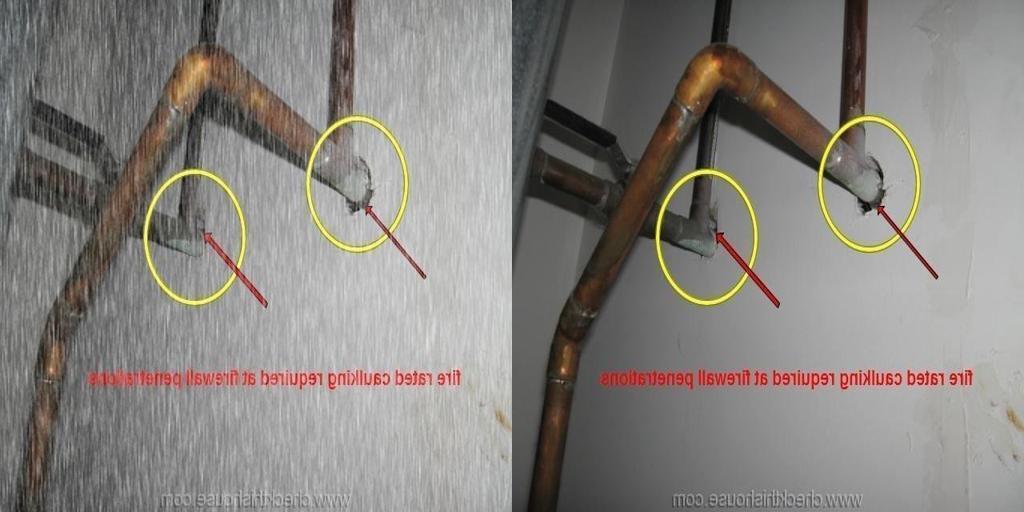 fire rated caulking required at firewall penetrations
fire rated caulking required at firewall penetrations
www.checkthishouse.com
www.checkthishouse.com